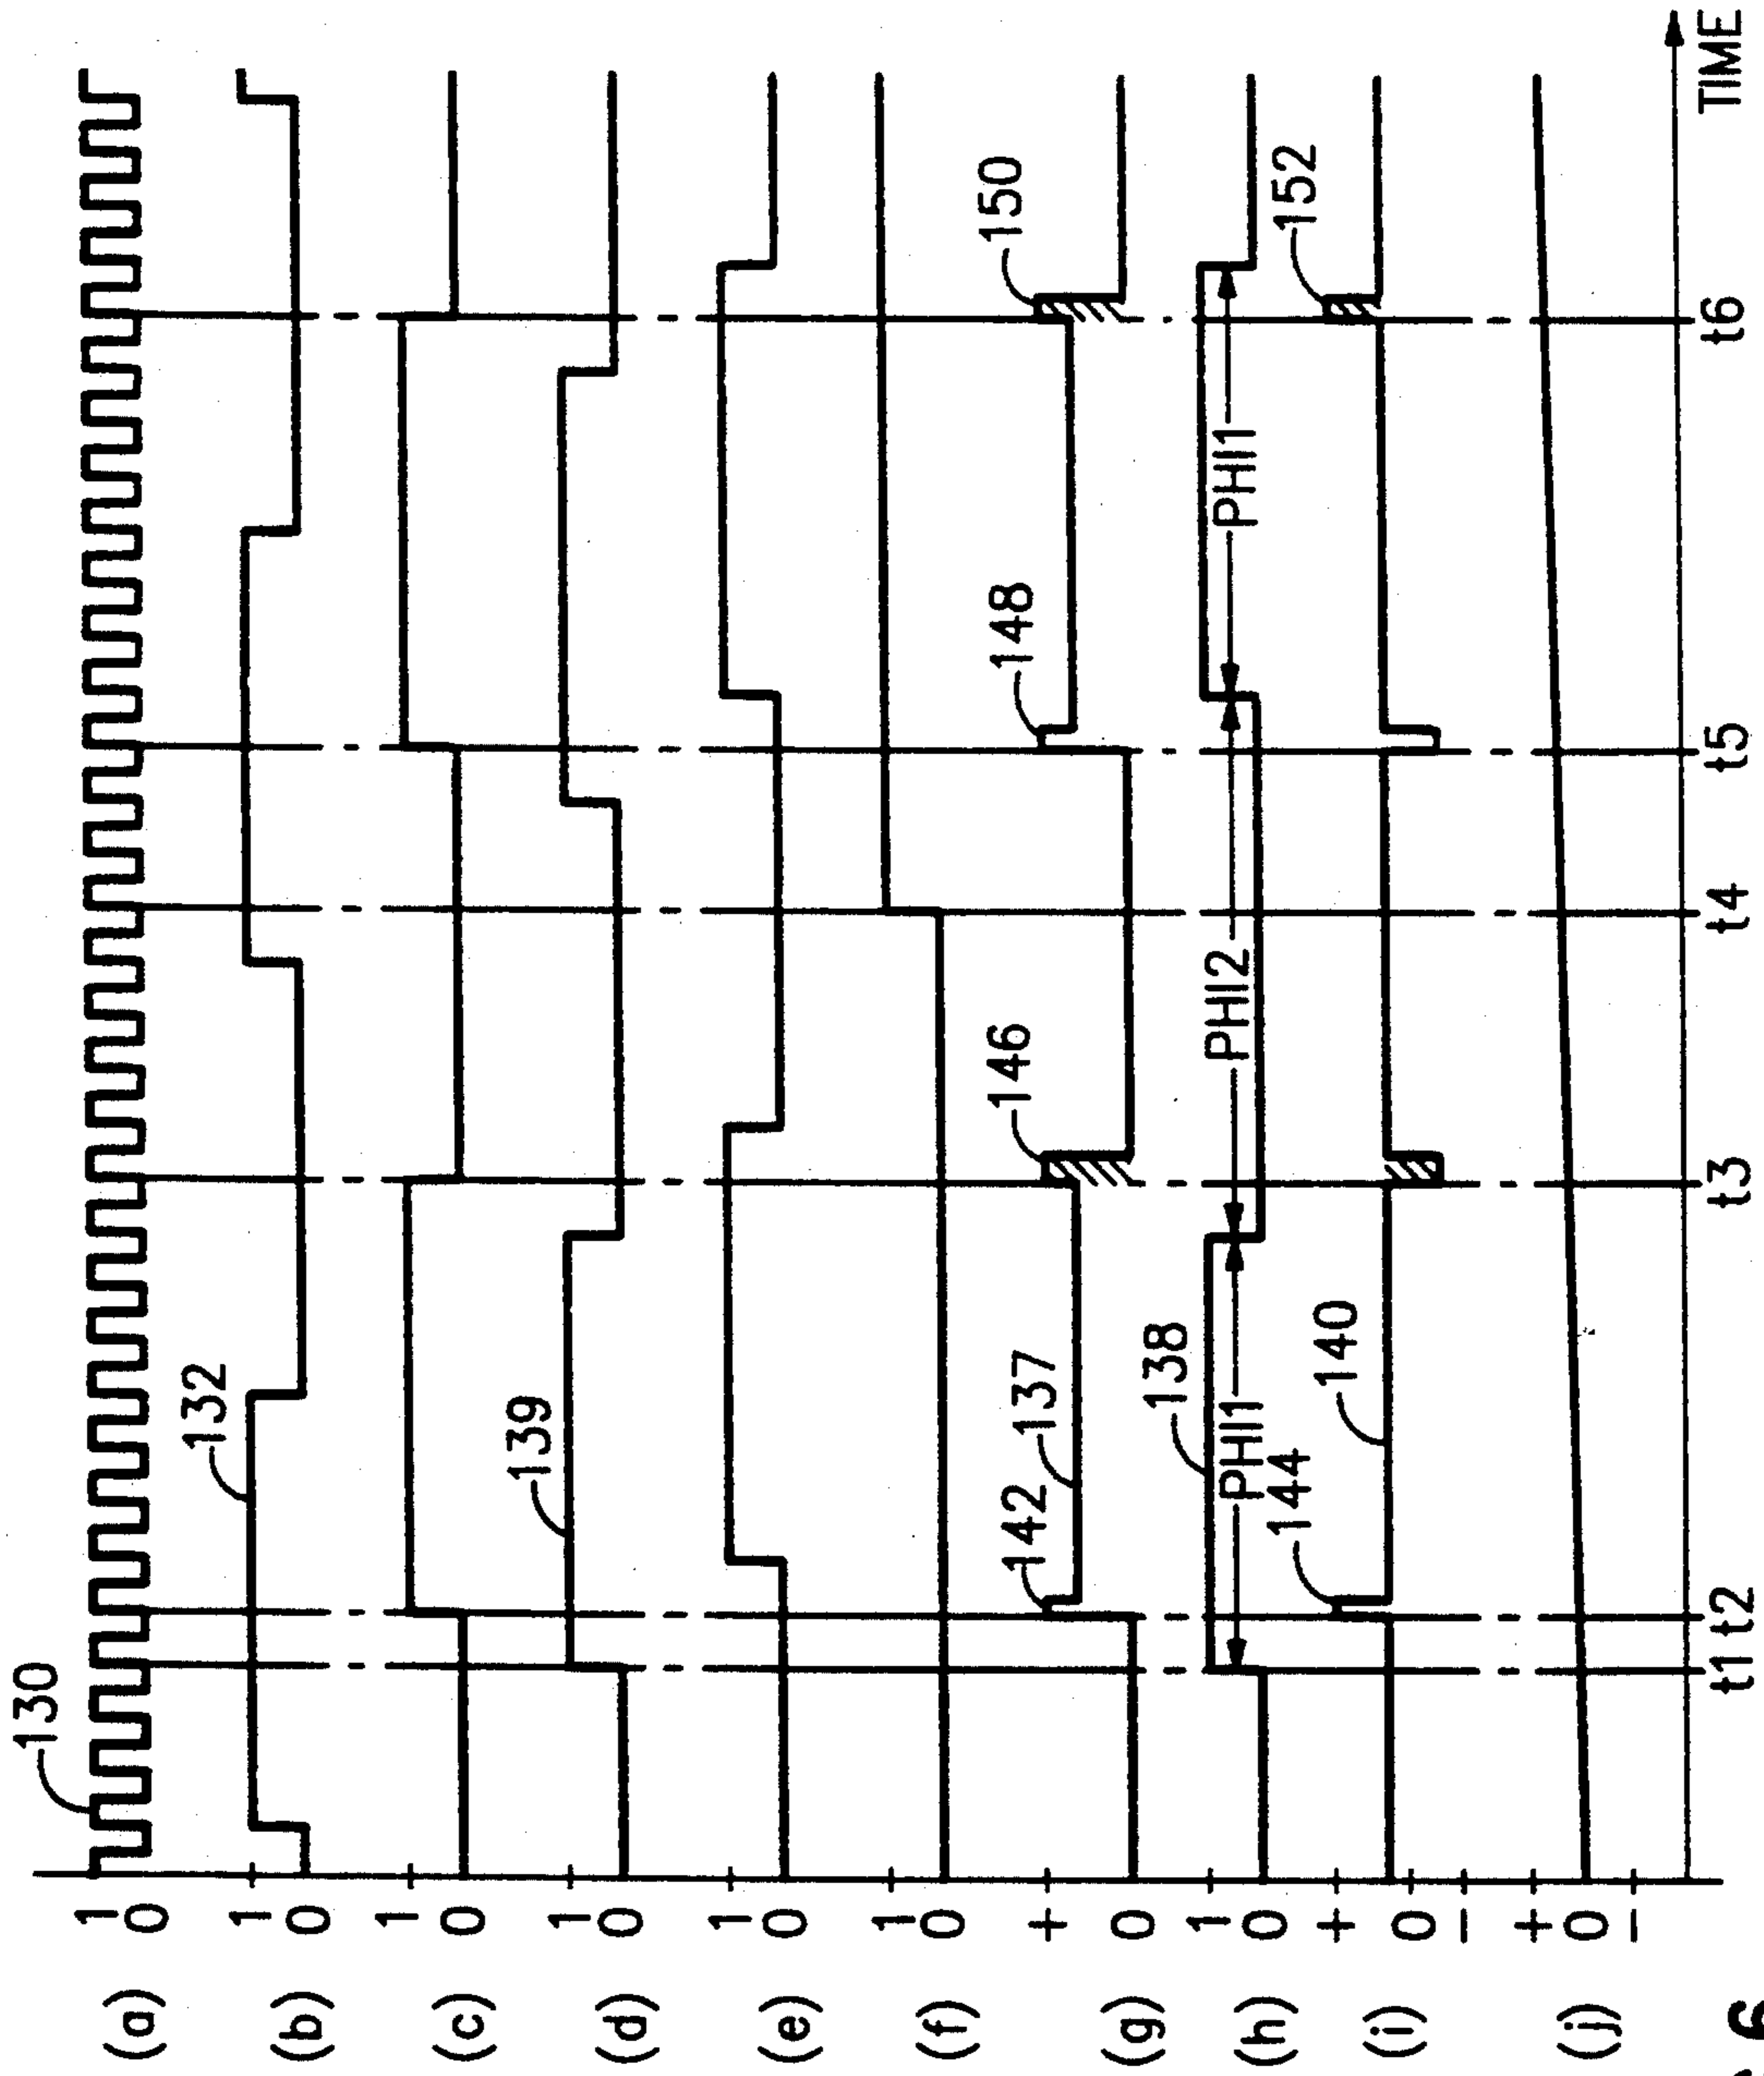 130
(a) 1 0
132
(b) 1 0
(c) 1 0
139
(d) 1 0
(e) 1 0
(f) 1 0
142 137 146 148 150
(g) + 0
138
(h) 1 0
PHI1 PHI2 PHI1
144 140 152
(i) + 0 –
(j) + 0 –
t1 t2 t3 t4 t5 t6 TIME
6